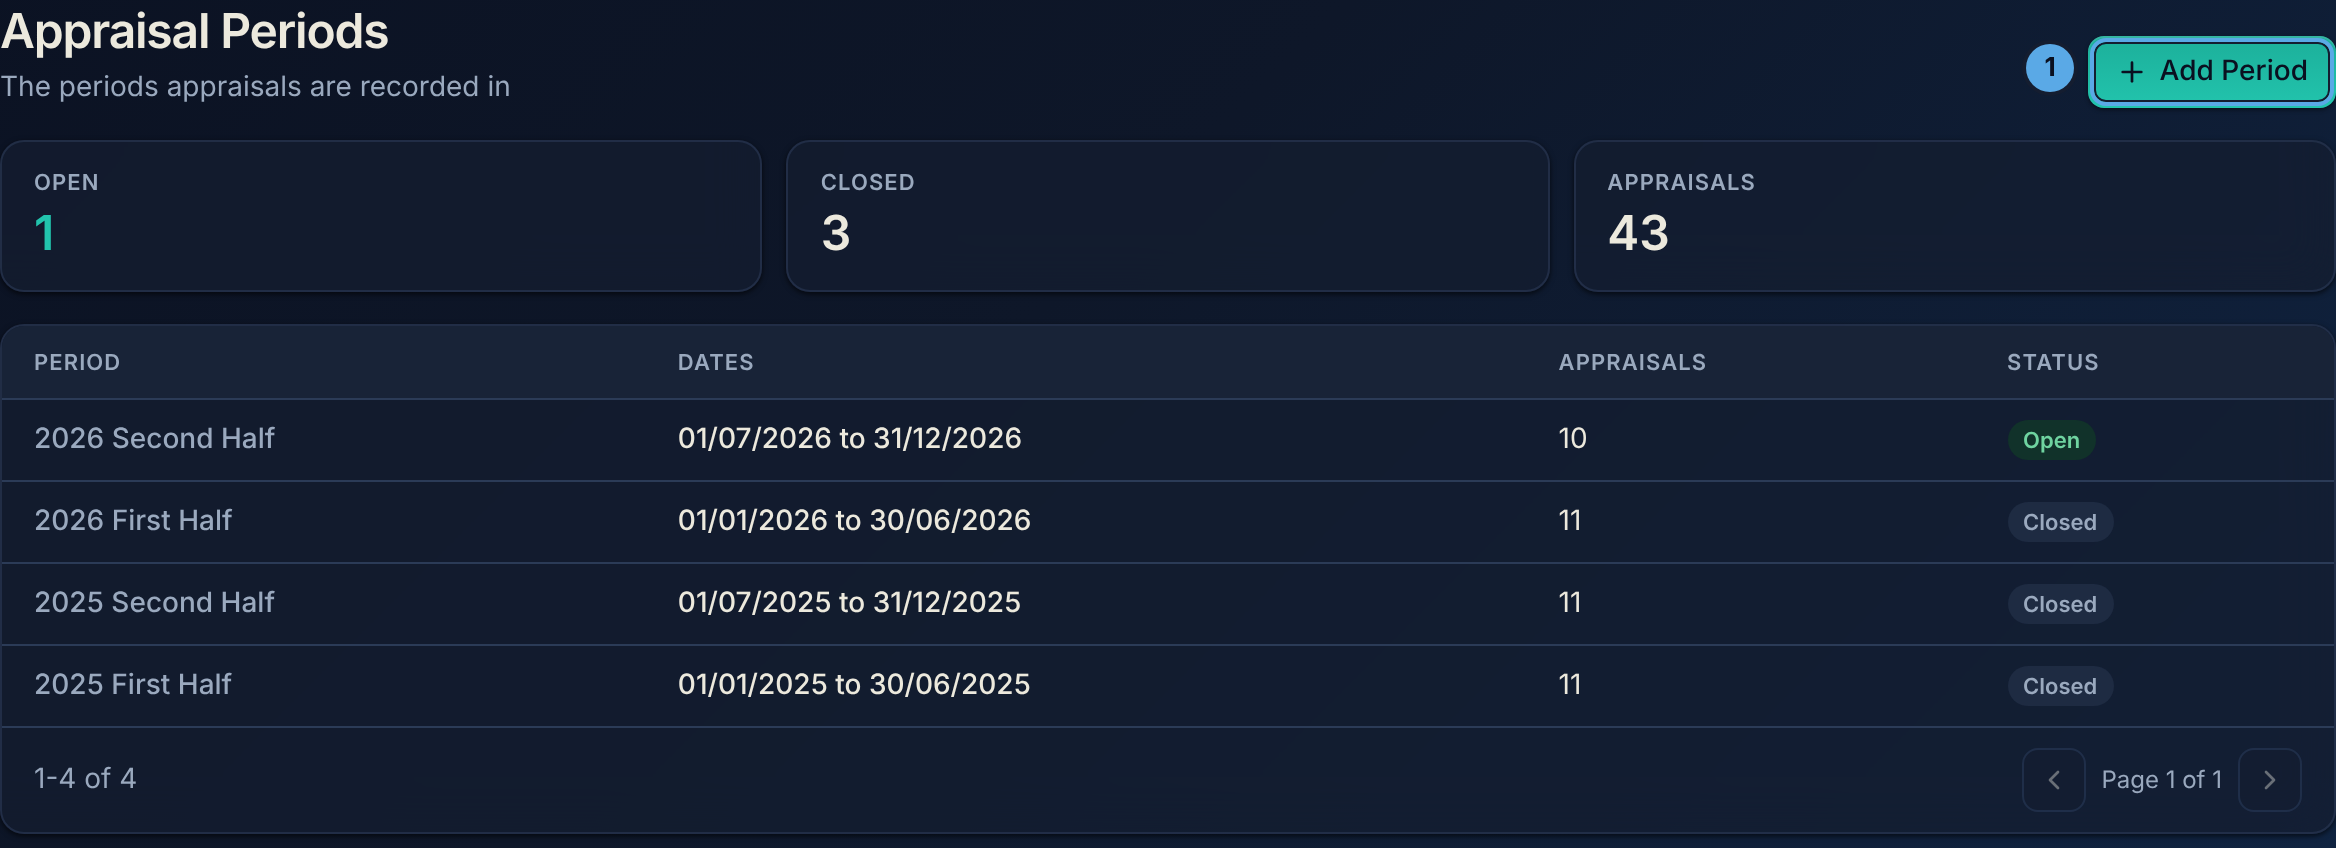 Appraisal Periods
The periods appraisals are recorded in
1
+ Add Period
OPEN
1
CLOSED
3
APPRAISALS
43
PERIOD DATES APPRAISALS STATUS
2026 Second Half 01/07/2026 to 31/12/2026 10 Open
2026 First Half 01/01/2026 to 30/06/2026 11 Closed
2025 Second Half 01/07/2025 to 31/12/2025 11 Closed
2025 First Half 01/01/2025 to 30/06/2025 11 Closed
1-4 of 4
Page 1 of 1